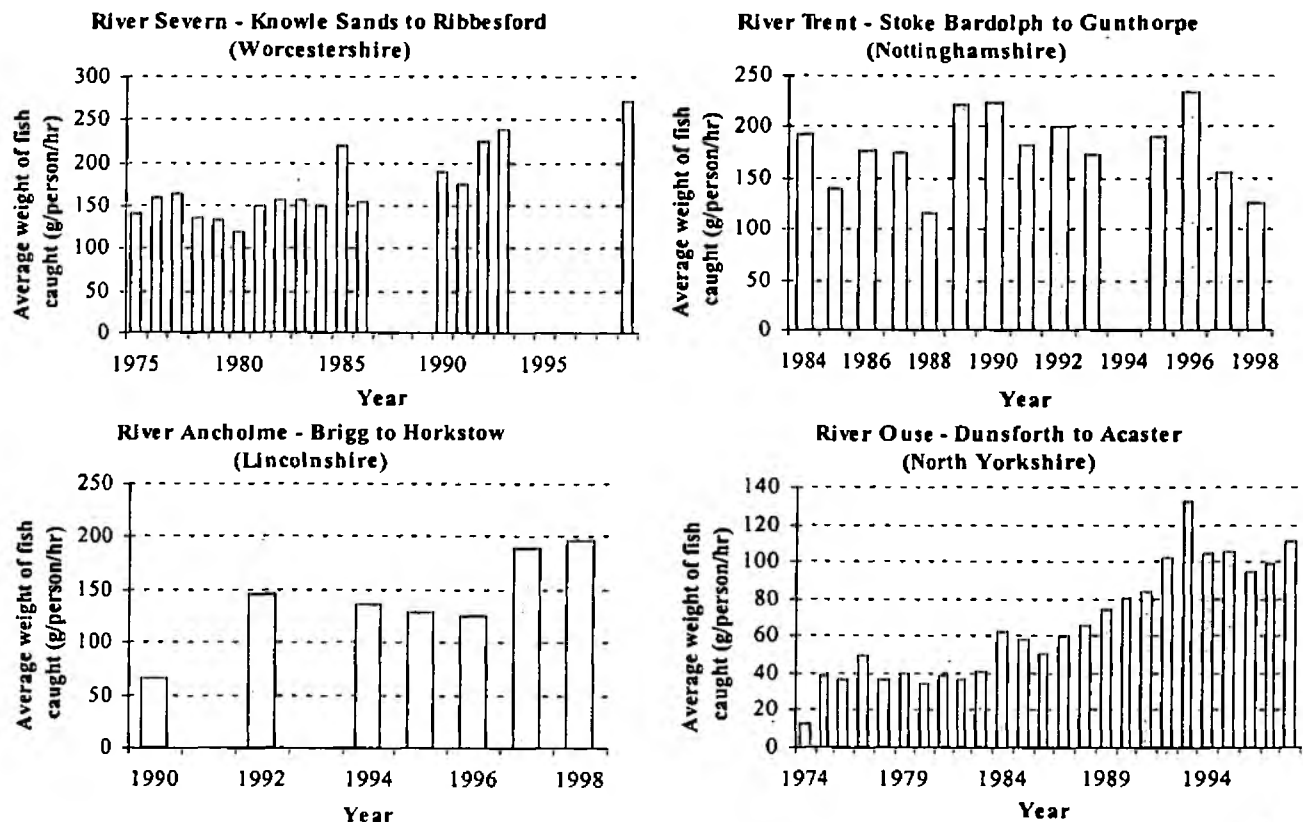 River Severn - Knowle Sands to Ribbesford
(Worcestershire)
Average weight of fish
caught (g/person/hr)
300
250
200
150
100
50
0
1975 1980 1985 1990 1995
Year
River Trent - Stoke Bardolph to Gunthorpe
(Nottinghamshire)
Average weight of fish
caught (g/person/hr)
250
200
150
100
50
0
1984 1986 1988 1990 1992 1994 1996 1998
Year
River Ancholme - Brigg to Horkstow
(Lincolnshire)
Average weight of fish
caught (g/person/hr)
250
200
150
100
50
0
1990 1992 1994 1996 1998
Year
River Ouse - Dunsforth to Acaster
(North Yorkshire)
Average weight of fish
caught (g/person/hr)
140
120
100
80
60
40
20
0
1974 1979 1984 1989 1994
Year